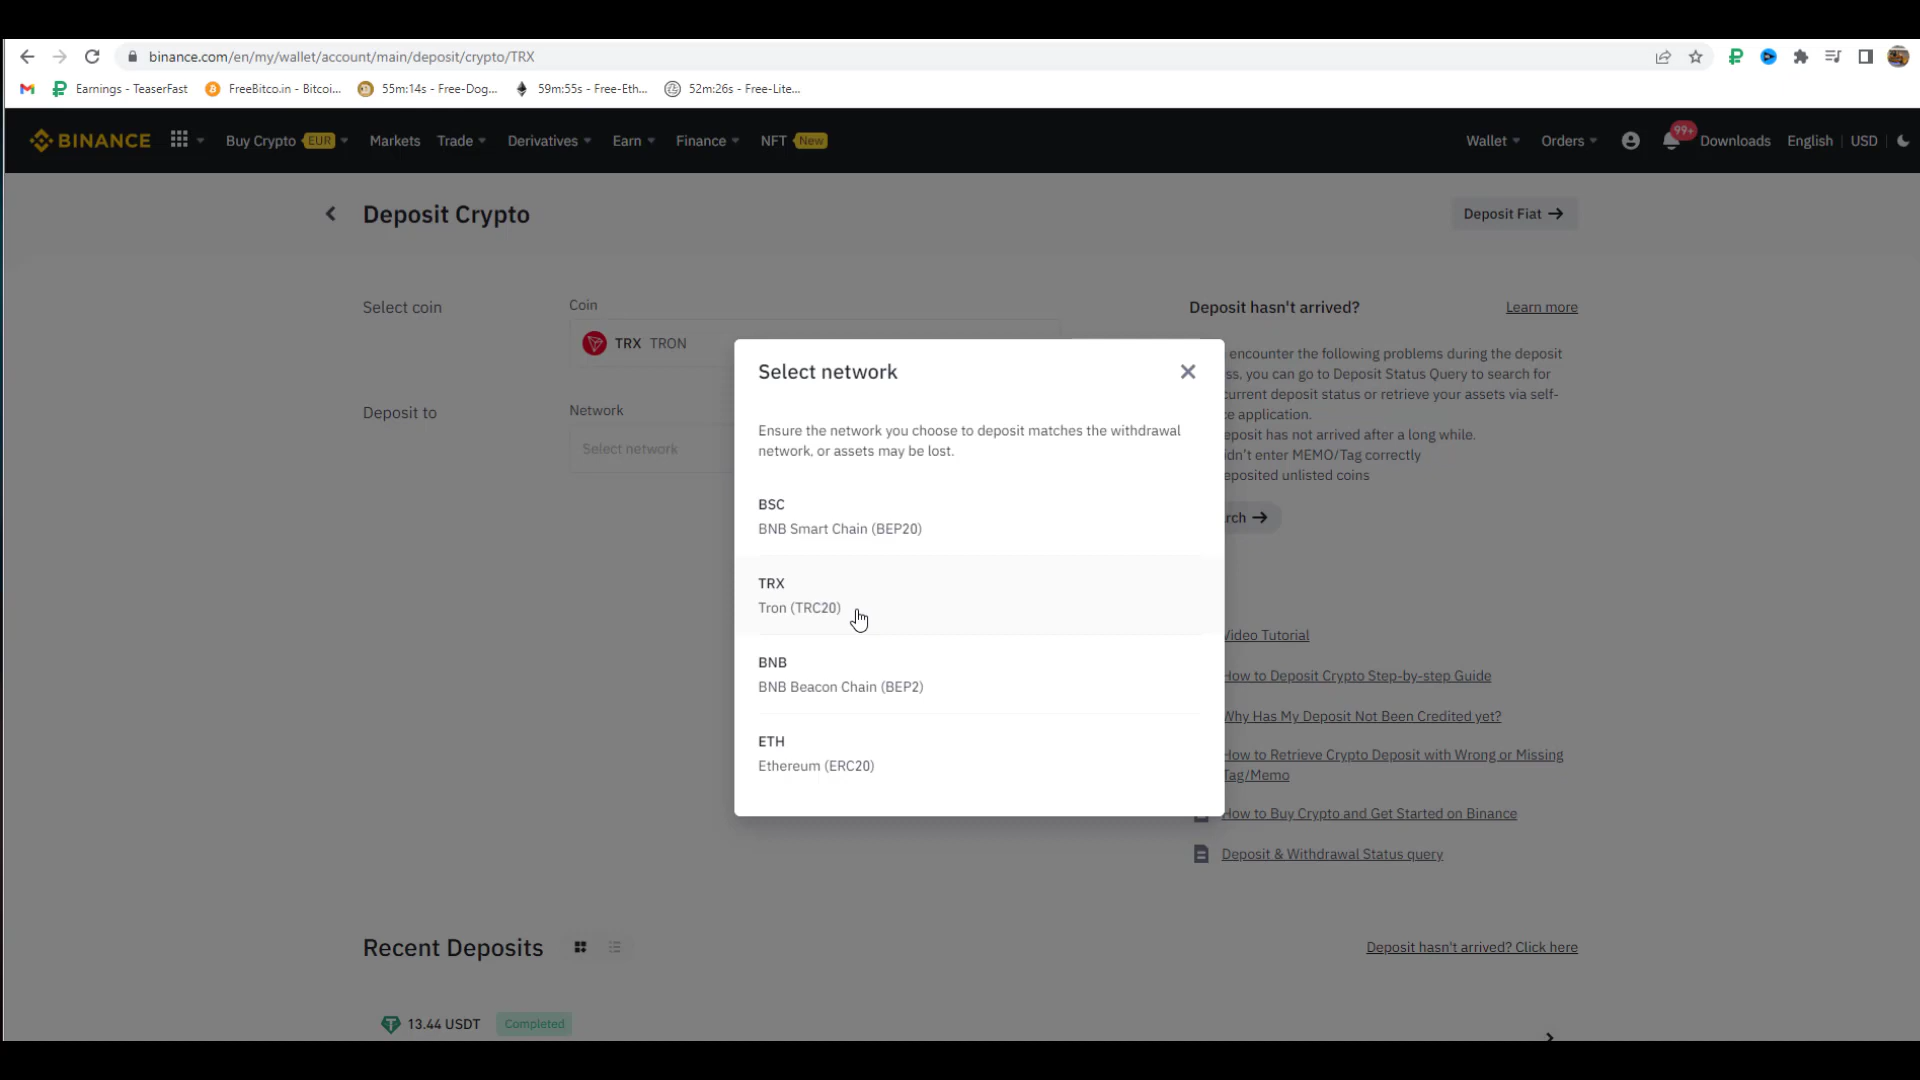 binance.com/en/my/wallet/account/main/deposit/crypto/TRX
Earnings - TeaserFast
FreeBitco.in - Bitcoi...
55m:14s - Free-Dog...
59m:55s - Free-Eth...
52m:26s - Free-Lite...
BINANCE
Buy Crypto EUR
Markets
Trade
Derivatives
Earn
Finance
NFT New
Wallet
Orders
99+
Downloads
English
USD
Deposit Crypto
Deposit Fiat
Select coin
Coin
TRX TRON
Deposit to
Network
Select network
Select network
Ensure the network you choose to deposit matches the withdrawal
network, or assets may be lost.
BSC
BNB Smart Chain (BEP20)
TRX
Tron (TRC20)
BNB
BNB Beacon Chain (BEP2)
ETH
Ethereum (ERC20)
Deposit hasn't arrived?
Learn more
encounter the following problems during the deposit
ss, you can go to Deposit Status Query to search for
current deposit status or retrieve your assets via self-
e application.
eposit has not arrived after a long while.
dn't enter MEMO/Tag correctly
eposited unlisted coins
rch
Video Tutorial
How to Deposit Crypto Step-by-step Guide
Why Has My Deposit Not Been Credited yet?
How to Retrieve Crypto Deposit with Wrong or Missing
Tag/Memo
How to Buy Crypto and Get Started on Binance
Deposit & Withdrawal Status query
Recent Deposits
Deposit hasn't arrived? Click here
13.44 USDT
Completed